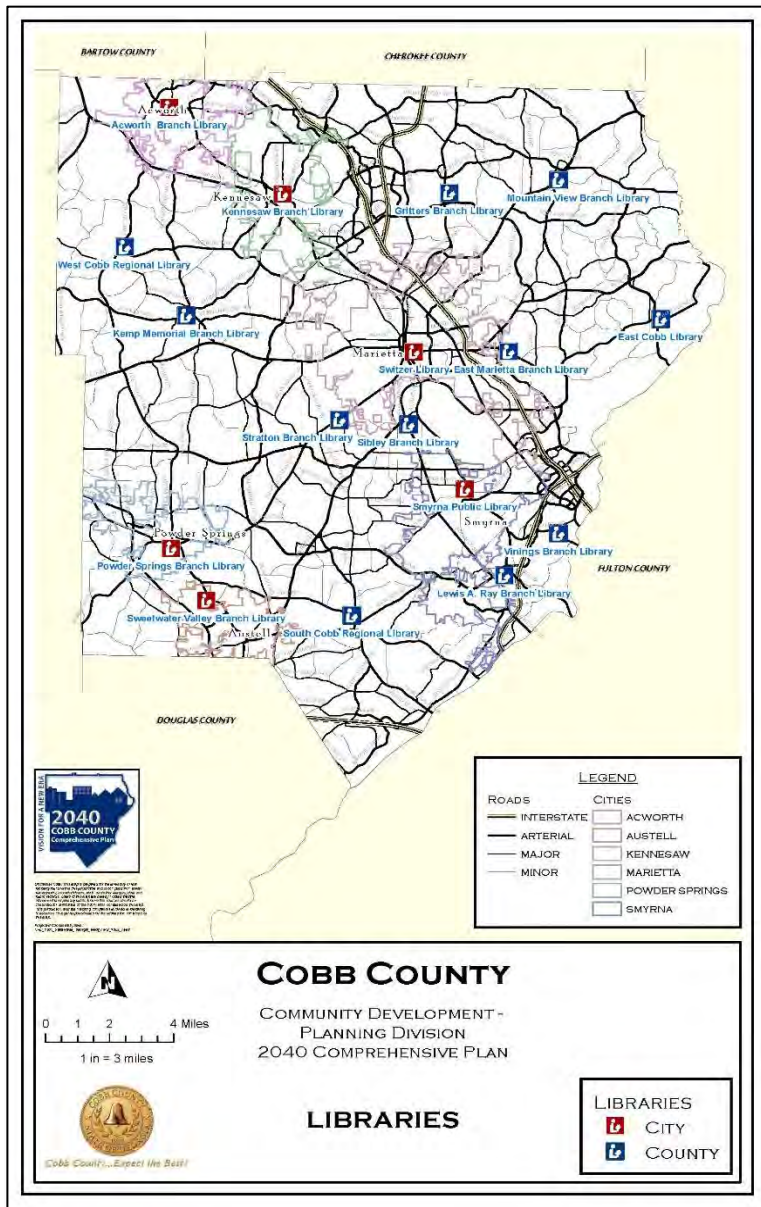 BARTOW COUNTY
CHEROKEE COUNTY
Acworth
Acworth Branch Library
Kennesaw
Kennesaw Branch Library
Gritters Branch Library
Mountain View Branch Library
West Cobb Regional Library
Kemp Memorial Branch Library
East Cobb Library
Marietta
Switzer Library
East Marietta Branch Library
Stratton Branch Library
Sibley Branch Library
Smyrna Public Library
Smyrna
Powder Springs
Powder Springs Branch Library
Vinings Branch Library
FULTON COUNTY
Lewis A. Ray Branch Library
Sweetwater Valley Branch Library
Austell
South Cobb Regional Library
DOUGLAS COUNTY
VISION FOR A NEW ERA
2040
COBB COUNTY
Comprehensive Plan
LEGEND
ROADS
INTERSTATE
ARTERIAL
MAJOR
MINOR
CITIES
ACWORTH
AUSTELL
KENNESAW
MARIETTA
POWDER SPRINGS
SMYRNA
N
0 1 2 4 Miles
1 in = 3 miles
COBB COUNTY
COMMUNITY DEVELOPMENT -
PLANNING DIVISION
2040 COMPREHENSIVE PLAN
LIBRARIES
COBB COUNTY
Cobb County...Expect the Best!
LIBRARIES
CITY
COUNTY